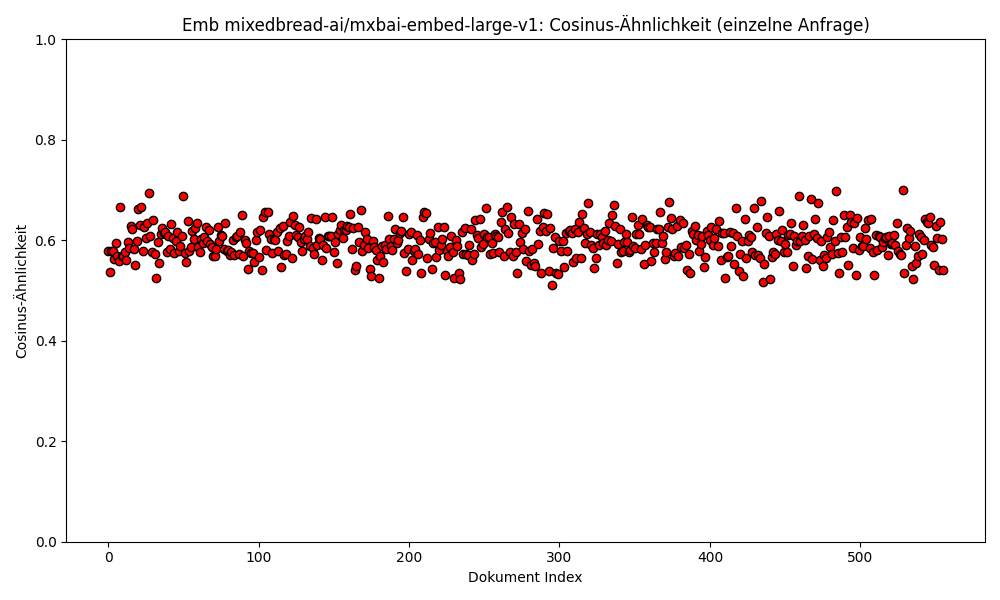 Emb mixedbread-ai/mxbai-embed-large-v1: Cosinus-Ähnlichkeit (einzelne Anfrage)
1.0
0.8
0.6
0.4
0.2
0.0
Cosinus-Ähnlichkeit
0 100 200 300 400 500
Dokument Index